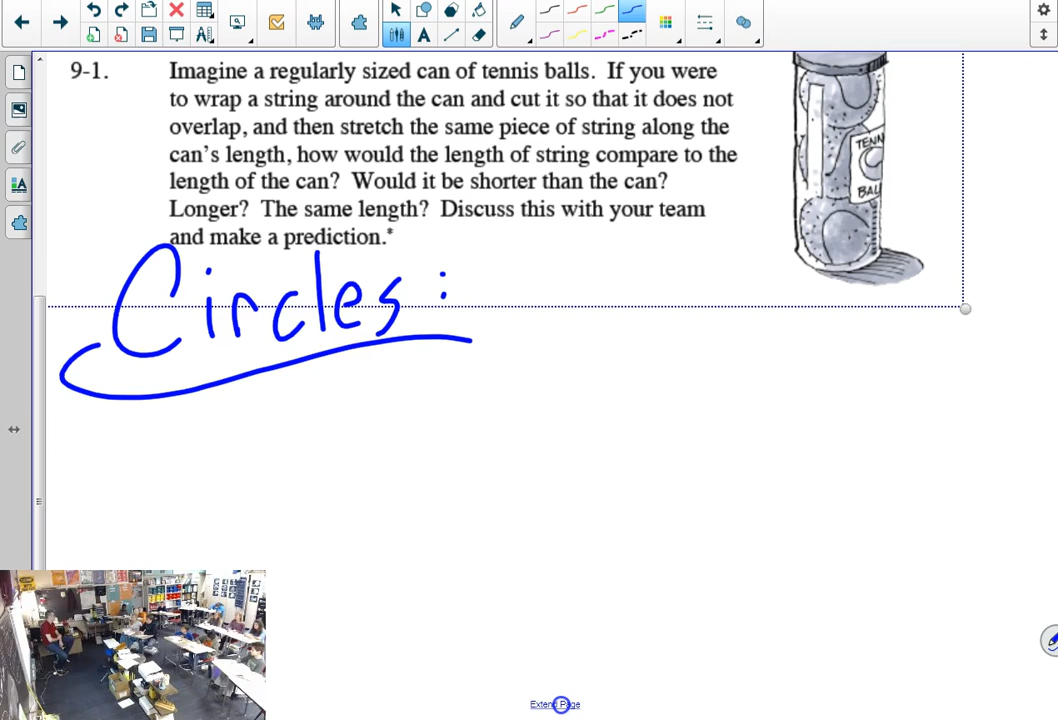 9-1. Imagine a regularly sized can of tennis balls. If you were
to wrap a string around the can and cut it so that it does not
overlap, and then stretch the same piece of string along the
can's length, how would the length of string compare to the
length of the can? Would it be shorter than the can?
Longer? The same length? Discuss this with your team
and make a prediction.*
TENN
BAL
Circles:
Extend Page